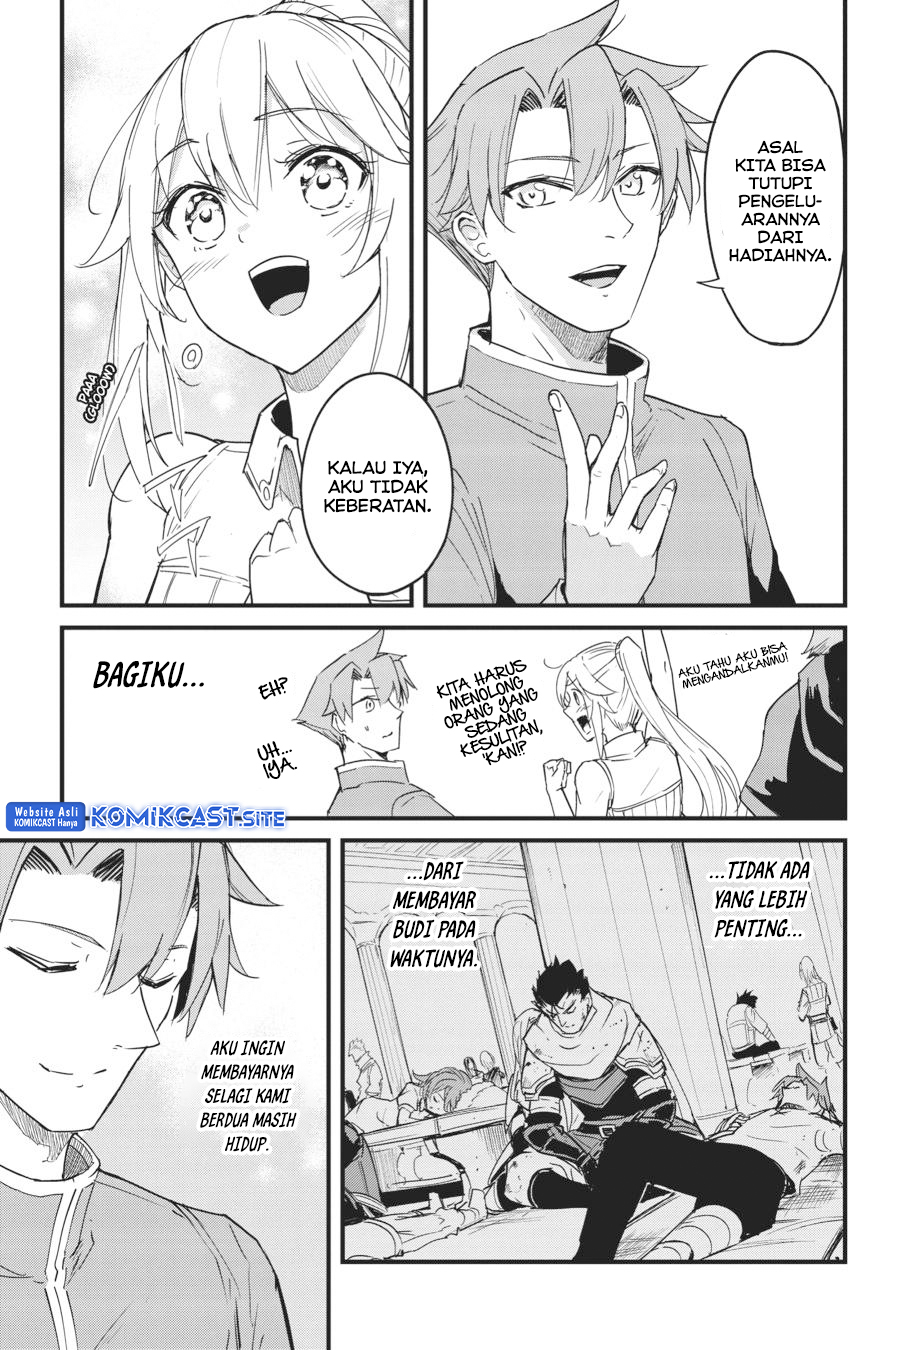 ASAL
KITA BISA
TUTUPI
PENGELU-
ARANNYA
DARI
HADIAHNYA.
KALAU IYA,
AKU TIDAK
KEBERATAN.
PAAA
(GLOOOW)
AKU TAHU AKU BISA
MENGANDALKANMU!
KITA HARUS
MENOLONG
ORANG YANG
SEDANG
KESULITAN,
'KAN!?
EH?
UH...
IYA.
BAGIKU...
Website Asli
KOMIKCAST Hanya
KOMIKCAST.SITE
...TIDAK ADA
YANG LEBIH
PENTING...
...DARI
MEMBAYAR
BUDI PADA
WAKTUNYA.
AKU INGIN
MEMBAYARNYA
SELAGI KAMI
BERDUA MASIH
HIDUP.